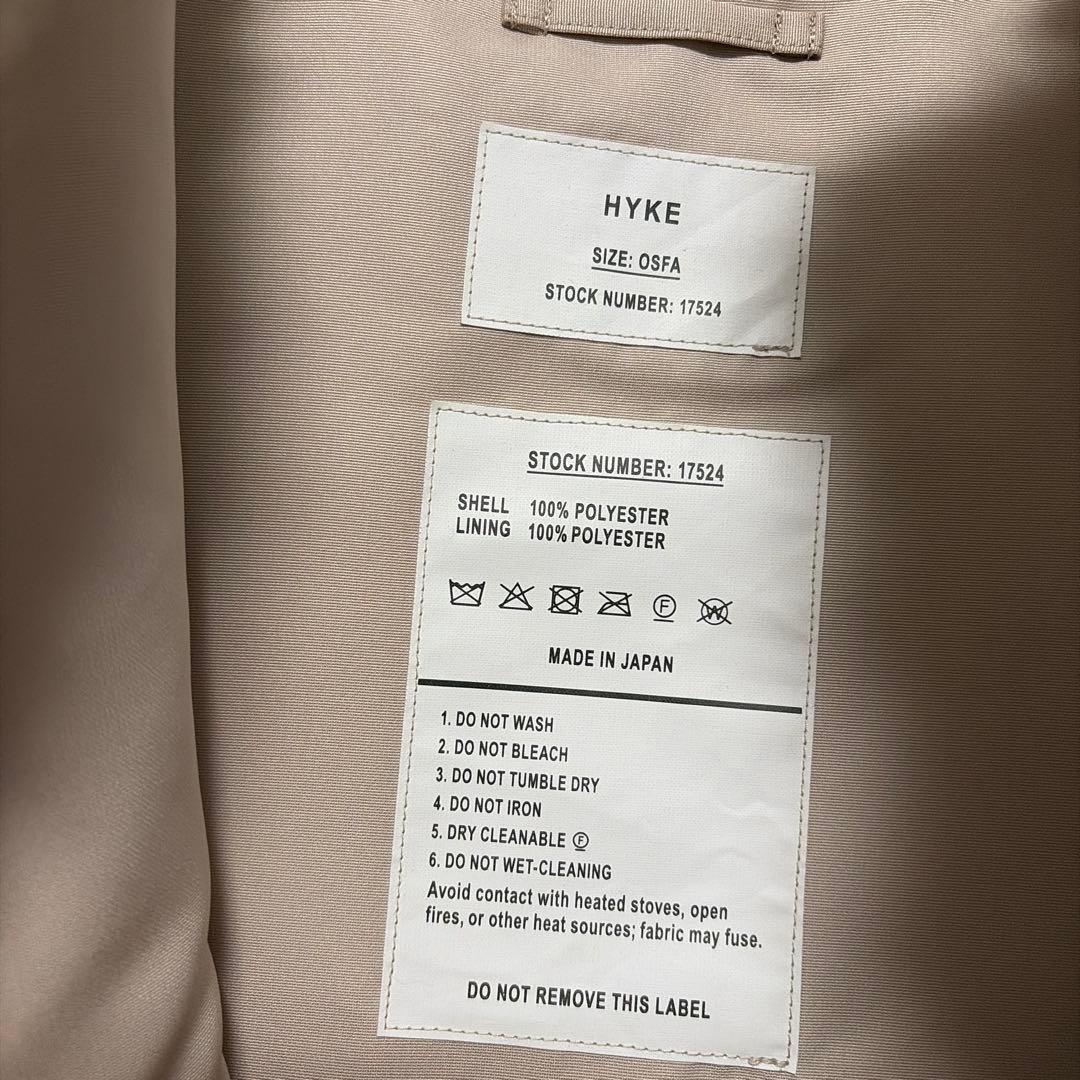 HYKE
SIZE: OSFA
STOCK NUMBER: 17524
STOCK NUMBER: 17524
SHELL 100% POLYESTER
LINING 100% POLYESTER
F W
MADE IN JAPAN
1. DO NOT WASH
2. DO NOT BLEACH
3. DO NOT TUMBLE DRY
4. DO NOT IRON
5. DRY CLEANABLE Ⓕ
6. DO NOT WET-CLEANING
Avoid contact with heated stoves, open
fires, or other heat sources; fabric may fuse.
DO NOT REMOVE THIS LABEL